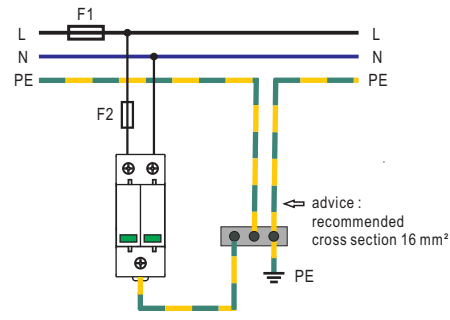 F1
L L
N N
PE PE
F2
advice :
recommended
cross section 16 mm²
PE